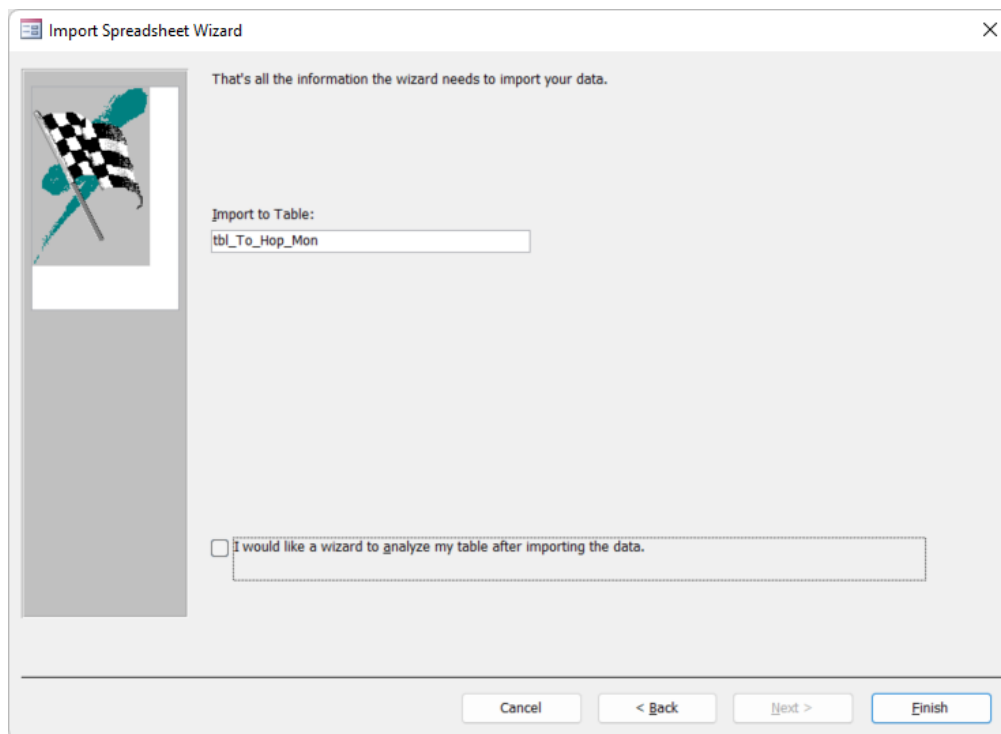 Import Spreadsheet Wizard
That's all the information the wizard needs to import your data.
Import to Table:
tbl_To_Hop_Mon
I would like a wizard to analyze my table after importing the data.
Cancel
< Back
Next >
Finish